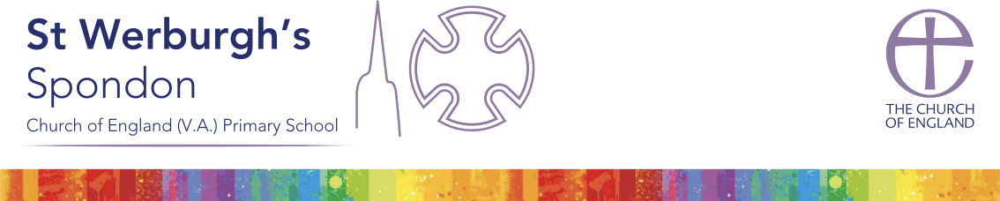 St Werburgh's
Spondon
Church of England (V.A.) Primary School
THE CHURCH
OF ENGLAND